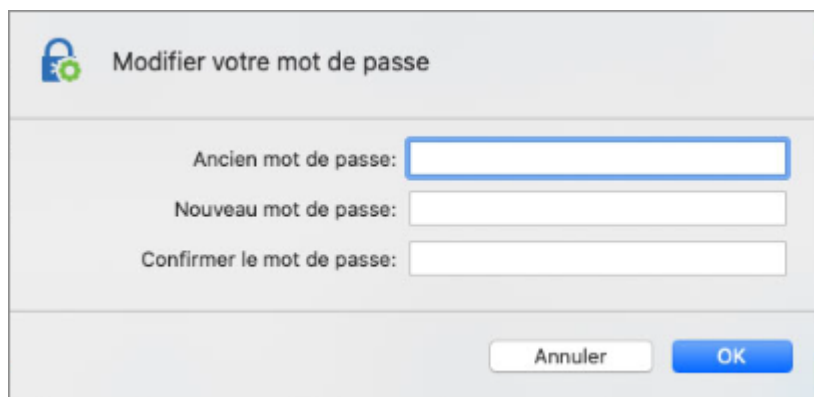 Modifier votre mot de passe
Ancien mot de passe:
Nouveau mot de passe:
Confirmer le mot de passe:
Annuler OK